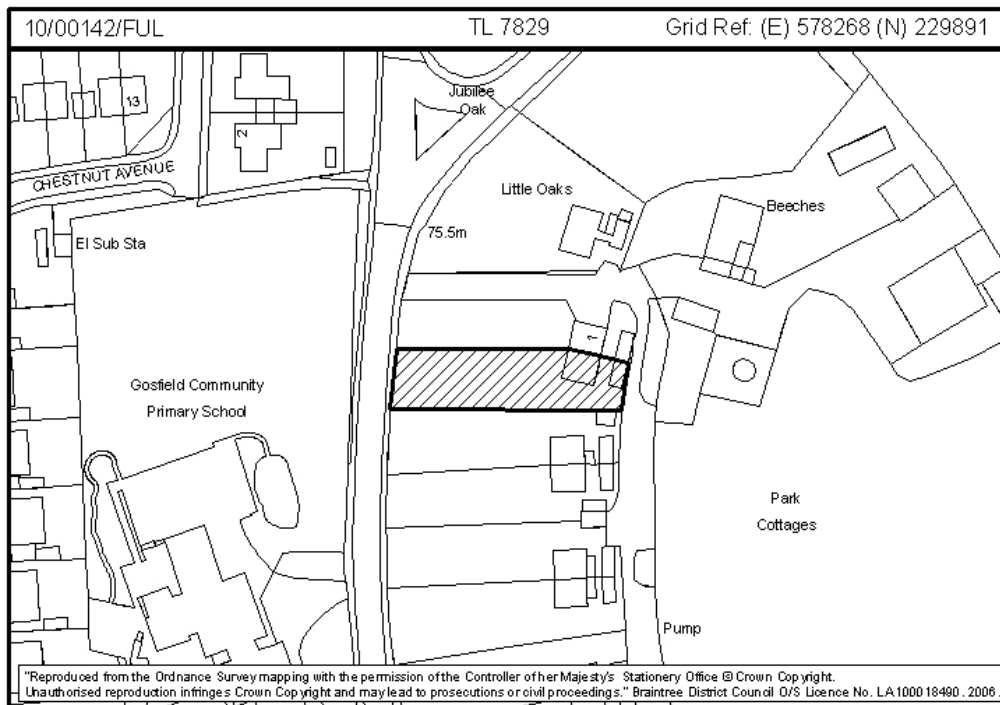 10/00142/FUL TL 7829 Grid Ref: (E) 578268 (N) 229891
Jubilee
Oak
13
2
CHESTNUT AVENUE
Little Oaks
Beeches
75.5m
El Sub Sta
1
Gosfield Community
Primary School
Park
Cottages
Pump
"Reproduced from the Ordnance Survey mapping with the permission of the Controller of her Majesty's Stationery Office © Crown Copyright.
Unauthorised reproduction infringes Crown Copyright and may lead to prosecutions or civil proceedings." Braintree District Council O/S Licence No. LA 100018490. 2006.